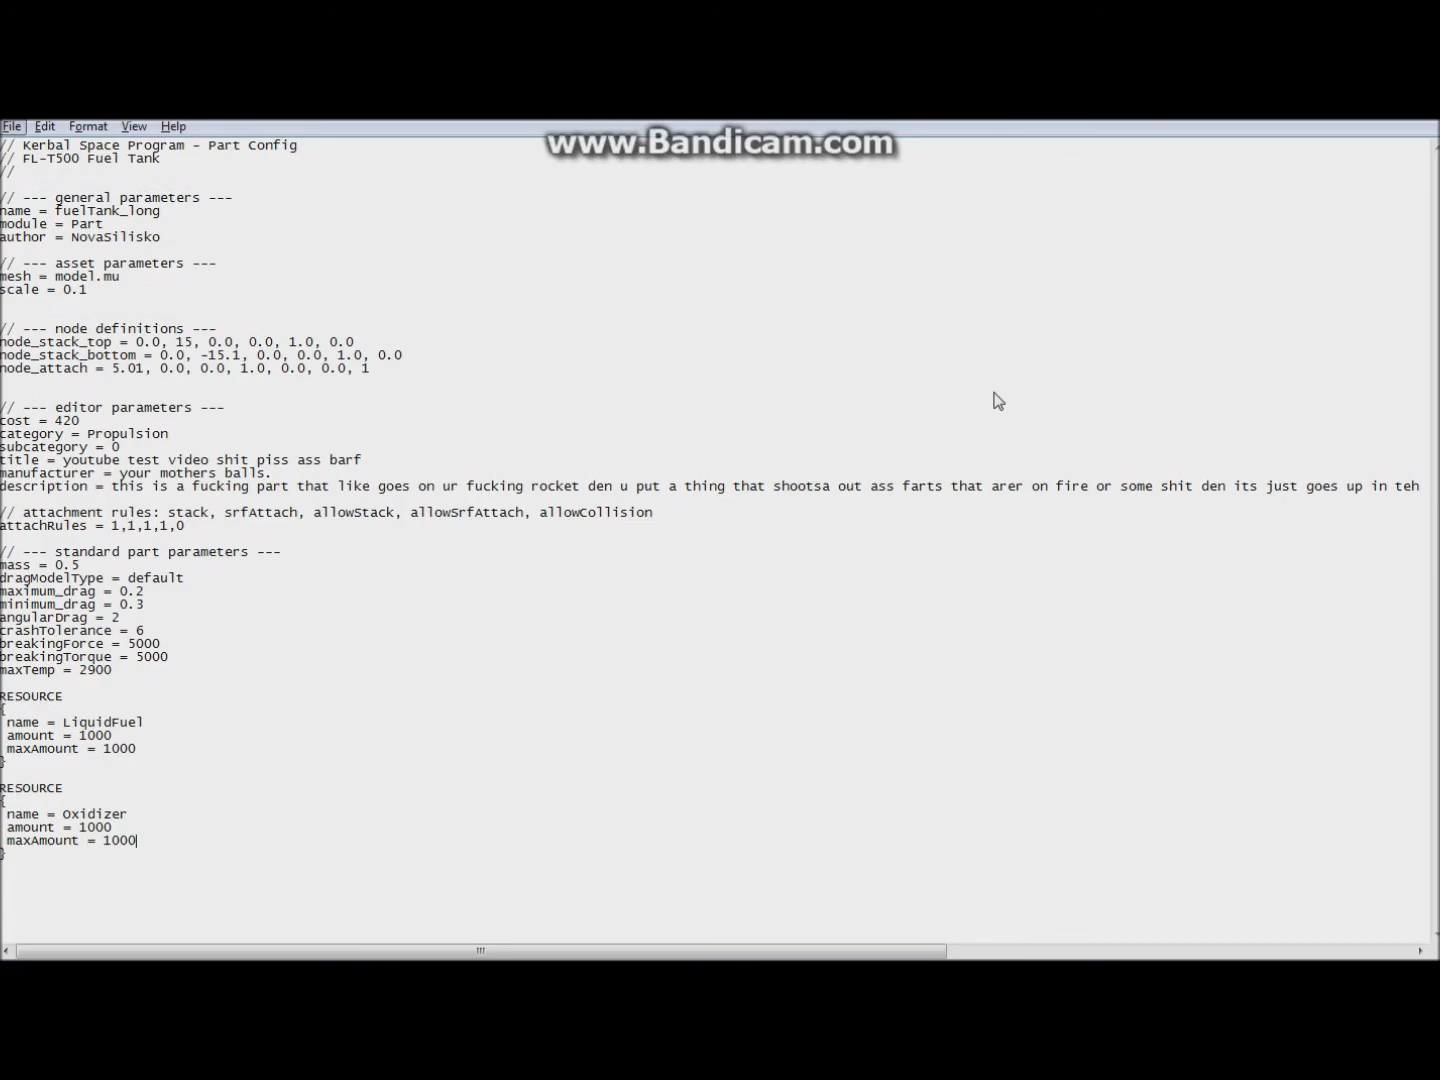 File Edit Format View Help
www.Bandicam.com
// Kerbal Space Program - Part Config
// FL-T500 Fuel Tank
//
// --- general parameters ---
name = fuelTank_long
module = Part
author = NovaSilisko
// --- asset parameters ---
mesh = model.mu
scale = 0.1
// --- node definitions ---
node_stack_top = 0.0, 15, 0.0, 0.0, 1.0, 0.0
node_stack_bottom = 0.0, -15.1, 0.0, 0.0, 1.0, 0.0
node_attach = 5.01, 0.0, 0.0, 1.0, 0.0, 0.0, 1
// --- editor parameters ---
cost = 420
category = Propulsion
subcategory = 0
title = youtube test video shit piss ass barf
manufacturer = your mothers balls.
description = this is a fucking part that like goes on ur fucking rocket den u put a thing that shootsa out ass farts that arer on fire or some shit den its just goes up in teh
// attachment rules: stack, srfAttach, allowStack, allowSrfAttach, allowCollision
attachRules = 1,1,1,1,0
// --- standard part parameters ---
mass = 0.5
dragModelType = default
maximum_drag = 0.2
minimum_drag = 0.3
angularDrag = 2
crashTolerance = 6
breakingForce = 5000
breakingTorque = 5000
maxTemp = 2900
RESOURCE
{
name = LiquidFuel
amount = 1000
maxAmount = 1000
}
RESOURCE
{
name = Oxidizer
amount = 1000
maxAmount = 1000
}